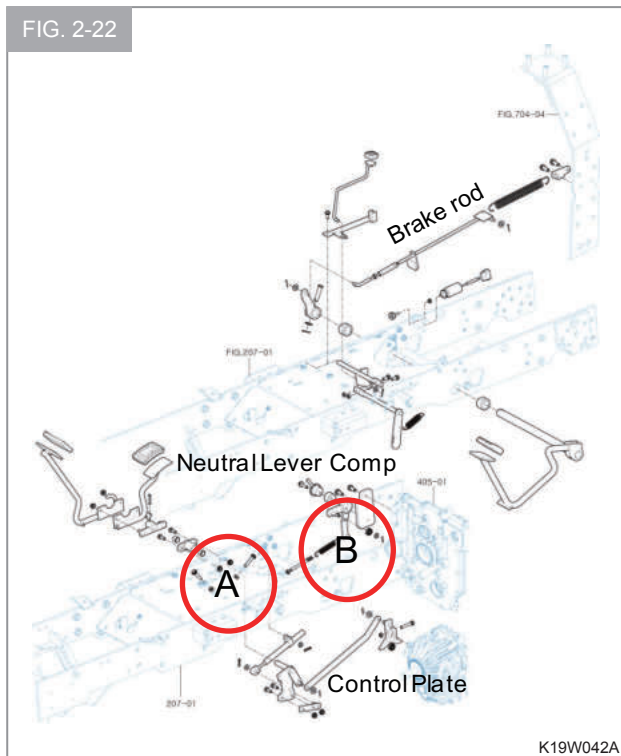 FIG. 2-22
FIG.704-04
Brake rod
FIG.207-01
Neutral Lever Comp
405-01
A
B
207-01
Control Plate
K19W042A